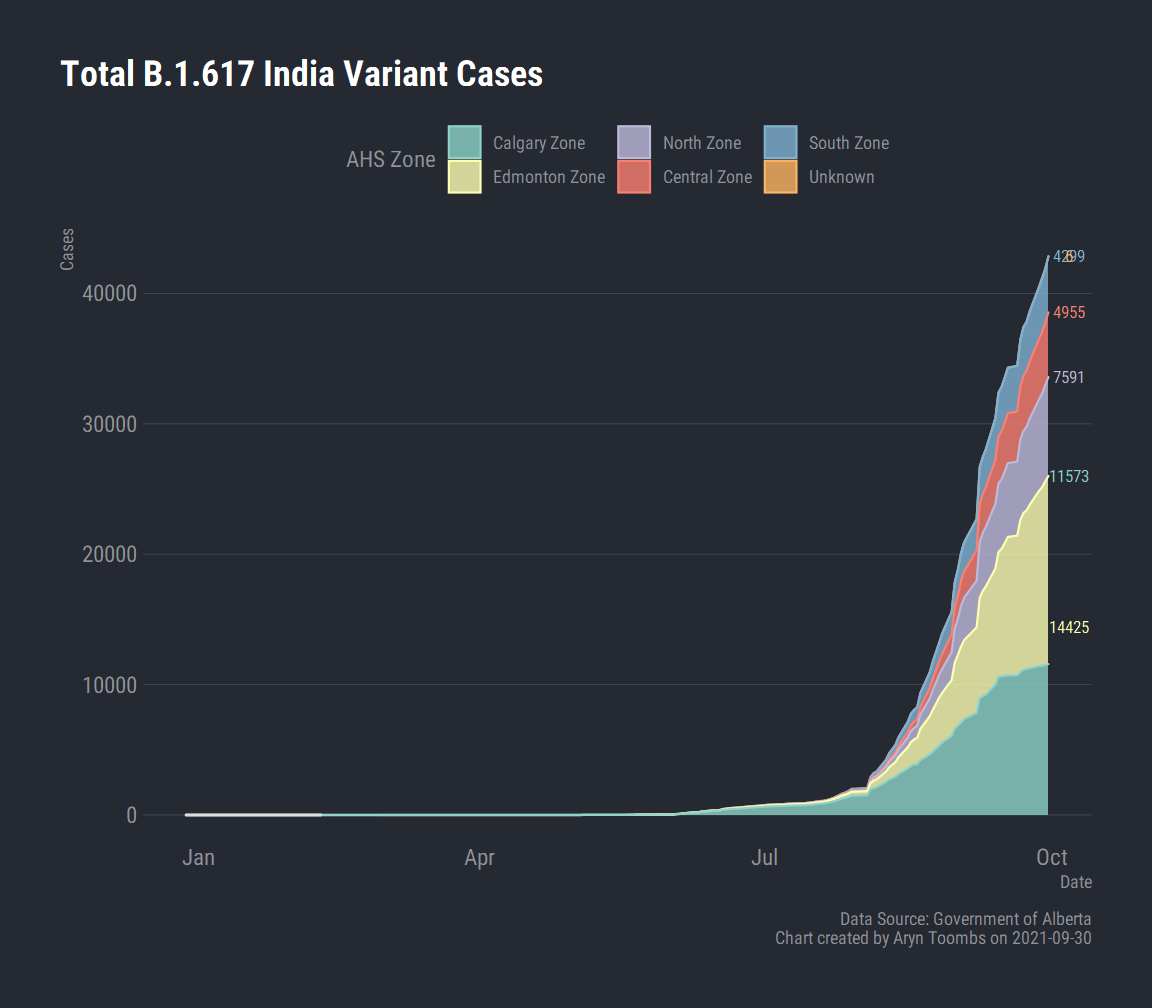 Total B.1.617 India Variant Cases
AHS Zone
Calgary Zone
North Zone
South Zone
Edmonton Zone
Central Zone
Unknown
Cases
4299
6
4955
7591
11573
14425
40000
30000
20000
10000
0
Jan
Apr
Jul
Oct
Date
Data Source: Government of Alberta
Chart created by Aryn Toombs on 2021-09-30